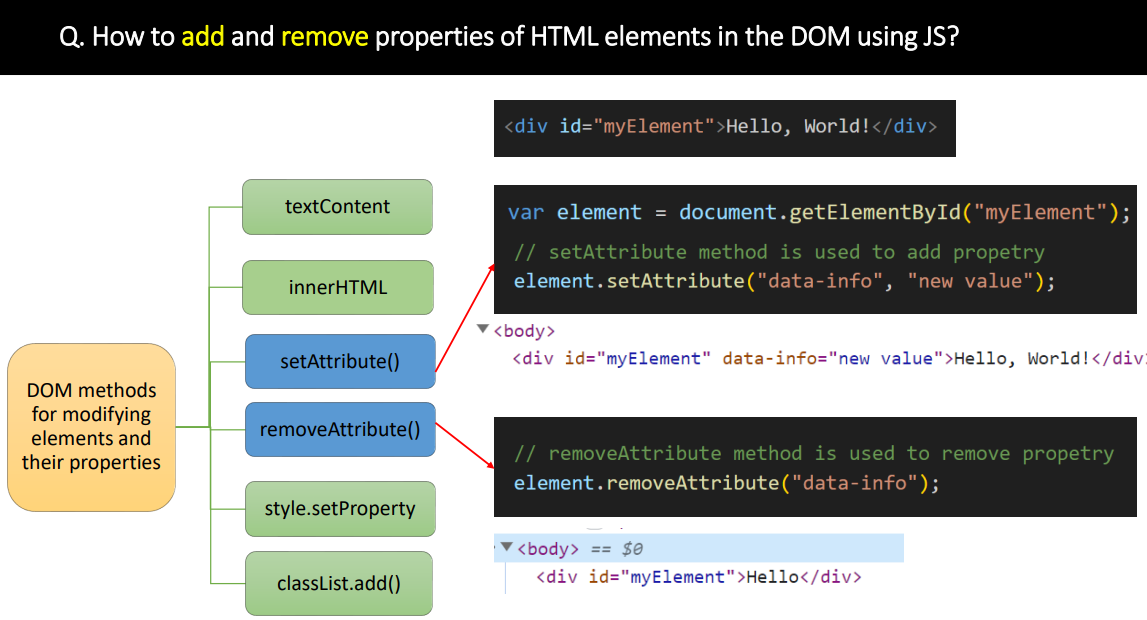 Q. How to add and remove properties of HTML elements in the DOM using JS?
<div id="myElement">Hello, World!</div>
textContent
innerHTML
setAttribute()
removeAttribute()
style.setProperty
classList.add()
DOM methods
for modifying
elements and
their properties
var element = document.getElementById("myElement");
// setAttribute method is used to add propetry
element.setAttribute("data-info", "new value");
<body>
<div id="myElement" data-info="new value">Hello, World!</div>
// removeAttribute method is used to remove propetry
element.removeAttribute("data-info");
<body> == $0
<div id="myElement">Hello</div>